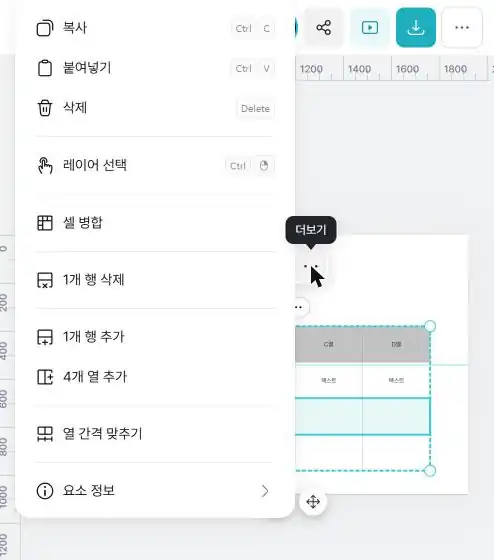 복사 Ctrl C
붙여넣기 Ctrl V
삭제 Delete
레이어 선택 Ctrl
셀 병합
1개 행 삭제
1개 행 추가
4개 열 추가
열 간격 맞추기
요소 정보
1200 1400 1600 1800
더보기
C열 D열
텍스트 텍스트
0
200
400
600
800
1000
1200